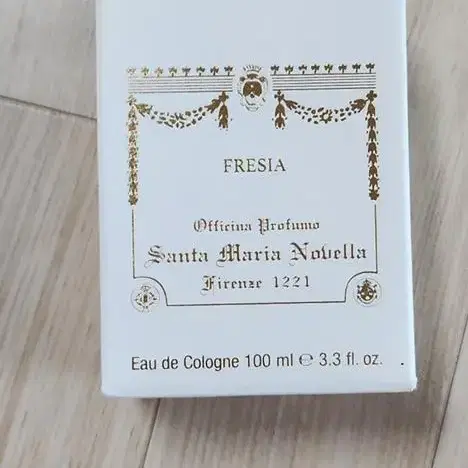 FRESIA
Officina Profumo
Santa Maria Novella
Firenze 1221
Eau de Cologne 100 ml ℮ 3.3 fl. oz.